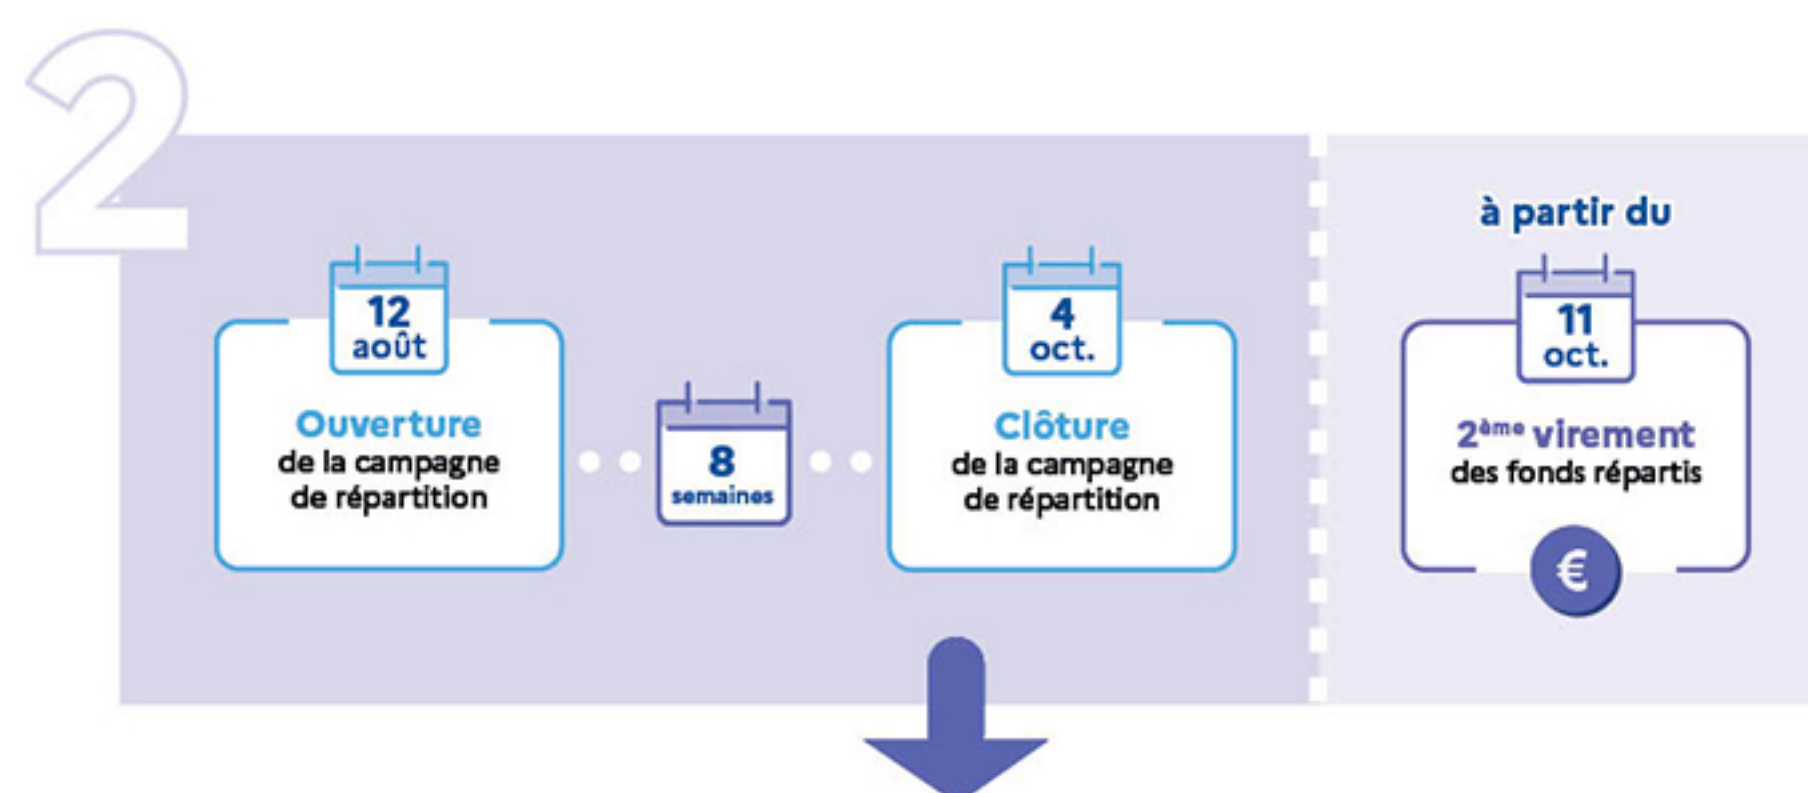 2
12
août
Ouverture
de la campagne
de répartition
8
semaines
4
oct.
Clôture
de la campagne
de répartition
à partir du
11
oct.
2ème virement
des fonds répartis
€